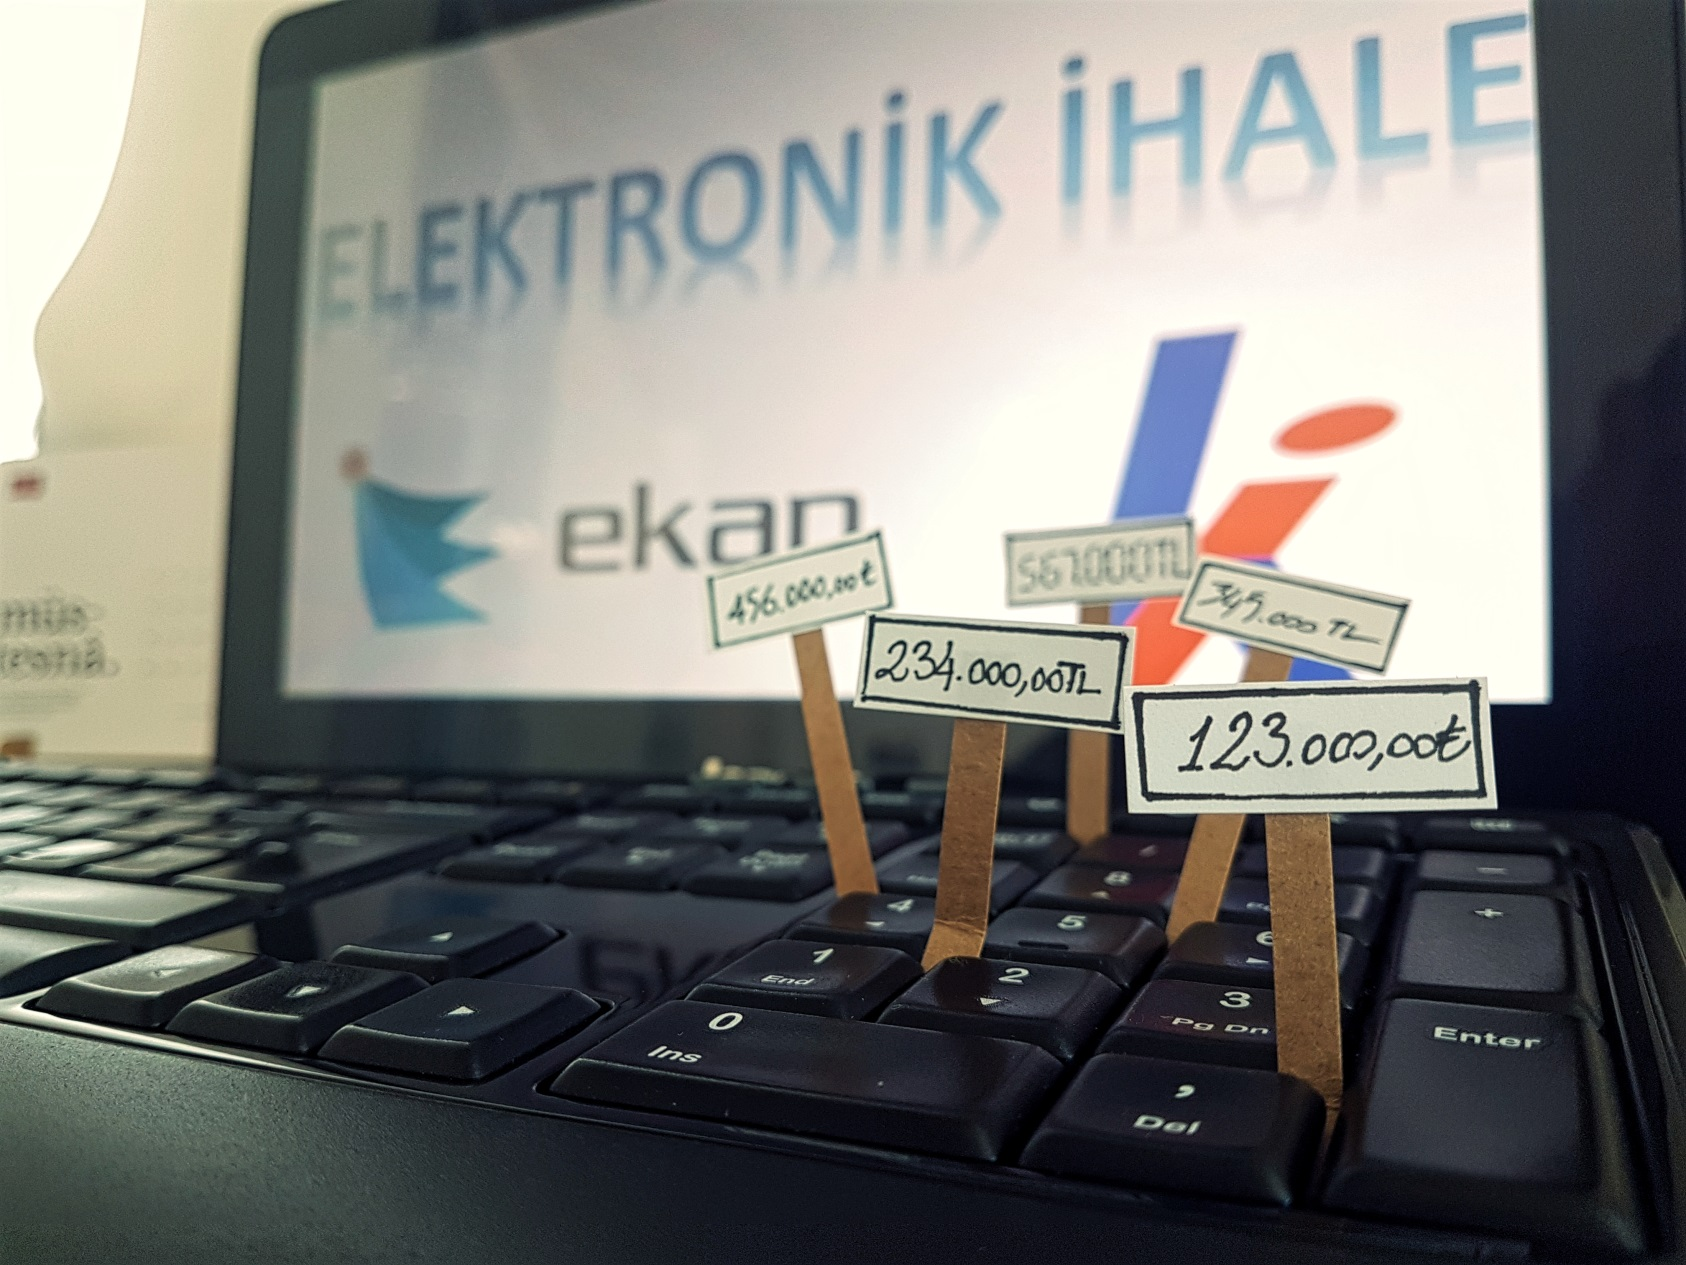 ELEKTRONİK İHALE
ekap
456.000,00₺
567.000TL
345.000 TL
234.000,00TL
123.000,00₺
8
4
5
6
1
End
2
3
Pg Dn
0
Ins
,
Del
+
Enter